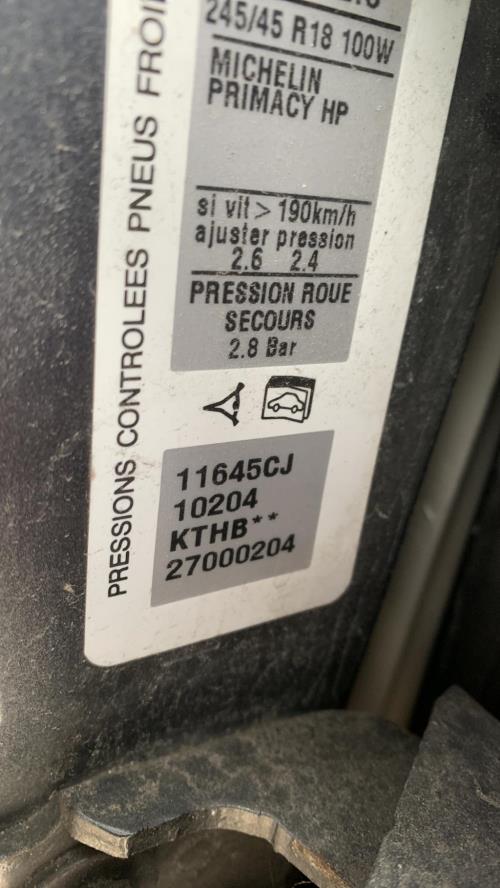 245/45 R18 100W
MICHELIN
PRIMACY HP
si vit > 190km/h
ajuster pression
2.6 2.4
PRESSION ROUE
SECOURS
2.8 Bar
11645CJ
10204
KTHB**
27000204
PRESSIONS CONTROLEES PNEUS